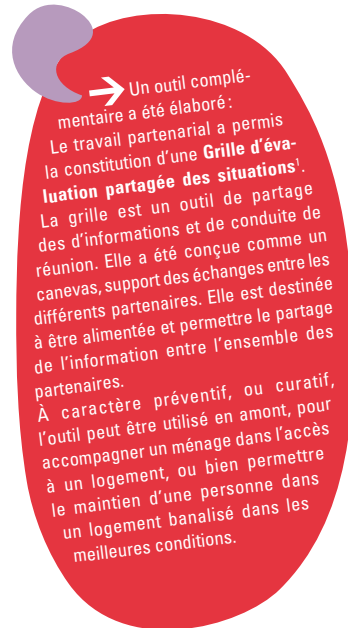 → Un outil complé-
mentaire a été élaboré :
Le travail partenarial a permis
la constitution d'une Grille d'éva-
luation partagée des situations¹.
La grille est un outil de partage
des d'informations et de conduite de
réunion. Elle a été conçue comme un
canevas, support des échanges entre les
différents partenaires. Elle est destinée
à être alimentée et permettre le partage
de l'information entre l'ensemble des
partenaires.
À caractère préventif, ou curatif,
l'outil peut être utilisé en amont, pour
accompagner un ménage dans l'accès
à un logement, ou bien permettre
le maintien d'une personne dans
un logement banalisé dans les
meilleures conditions.